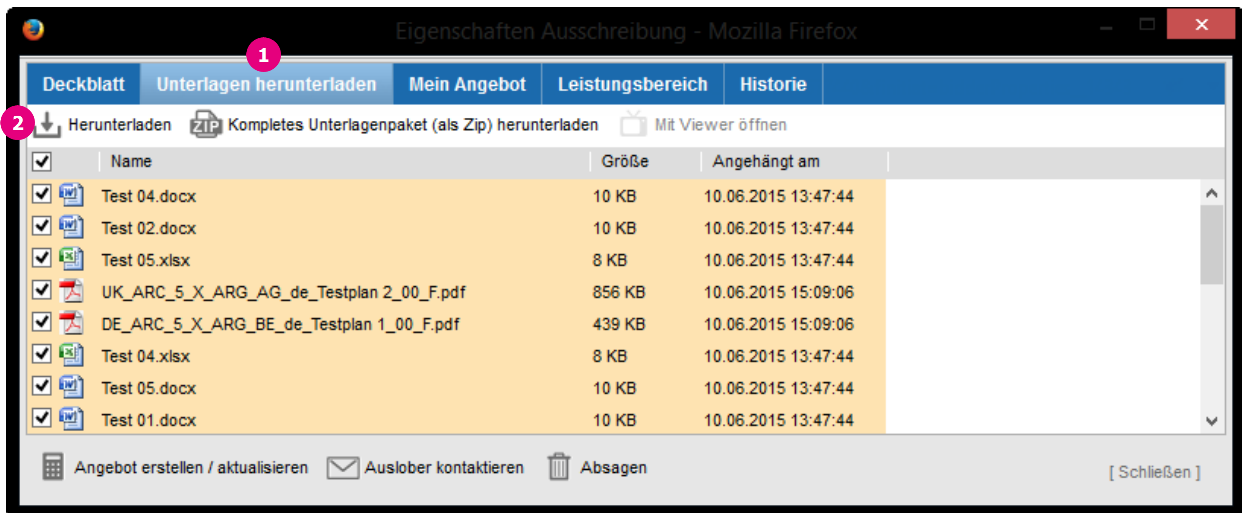 Eigenschaften Ausschreibung - Mozilla Firefox
1
Deckblatt Unterlagen herunterladen Mein Angebot Leistungsbereich Historie
2 Herunterladen ZIP Kompletes Unterlagenpaket (als Zip) herunterladen Mit Viewer öffnen
Name Größe Angehängt am
Test 04.docx 10 KB 10.06.2015 13:47:44
Test 02.docx 10 KB 10.06.2015 13:47:44
Test 05.xlsx 8 KB 10.06.2015 13:47:44
UK_ARC_5_X_ARG_AG_de_Testplan 2_00_F.pdf 856 KB 10.06.2015 15:09:06
DE_ARC_5_X_ARG_BE_de_Testplan 1_00_F.pdf 439 KB 10.06.2015 15:09:06
Test 04.xlsx 8 KB 10.06.2015 13:47:44
Test 05.docx 10 KB 10.06.2015 13:47:44
Test 01.docx 10 KB 10.06.2015 13:47:44
Angebot erstellen / aktualisieren Auslober kontaktieren Absagen [ Schließen ]